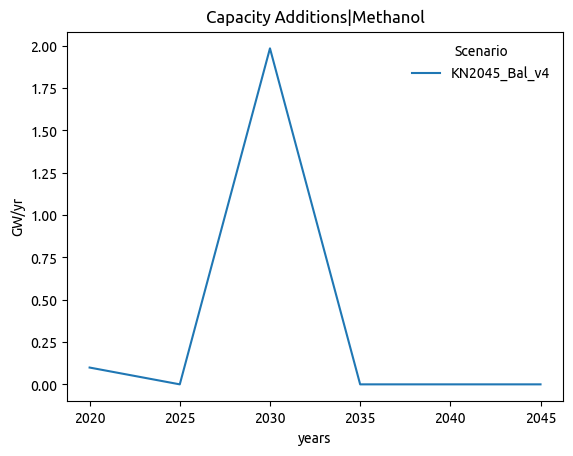 Capacity Additions|Methanol
Scenario
KN2045_Bal_v4
GW/yr
2.00
1.75
1.50
1.25
1.00
0.75
0.50
0.25
0.00
2020 2025 2030 2035 2040 2045
years